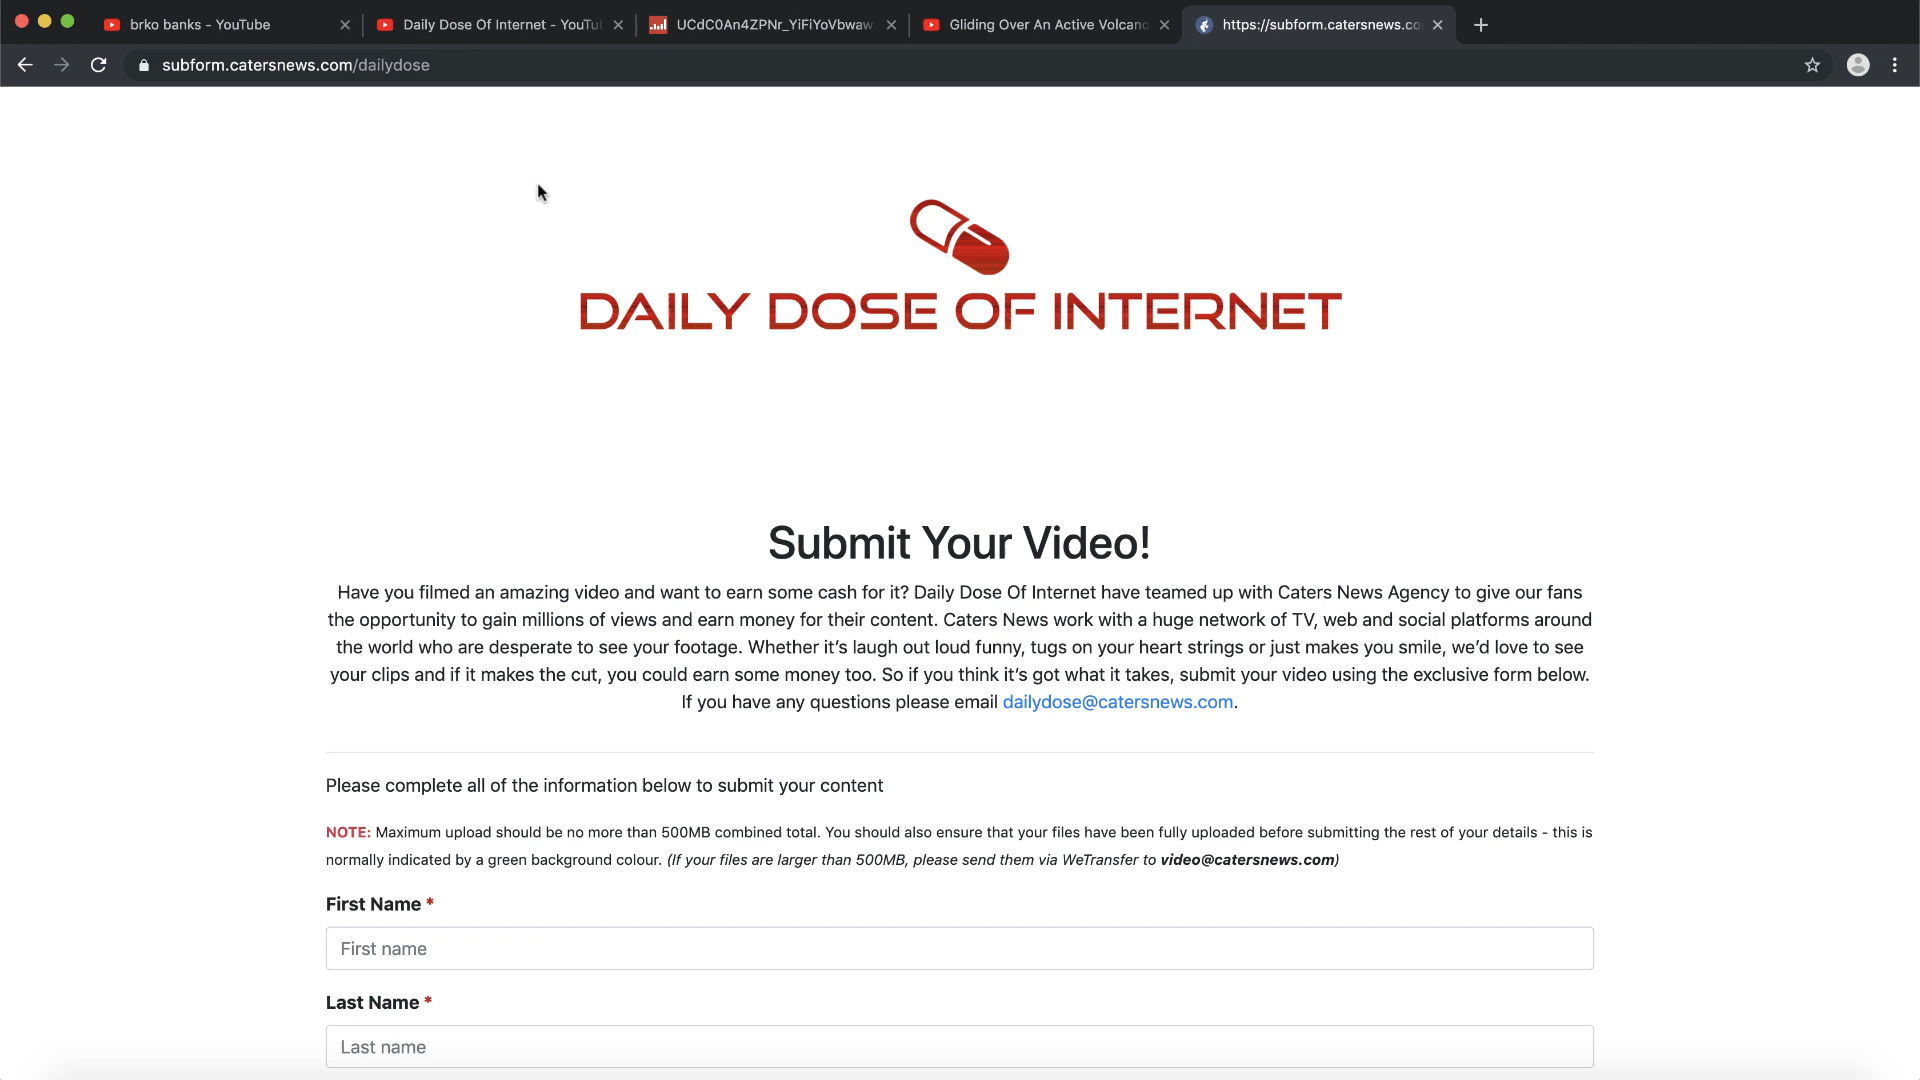 brko banks - YouTube
Daily Dose Of Internet - YouTu
UCdC0An4ZPNr_YiFiYoVbwaw
Gliding Over An Active Volcano
https://subform.catersnews.co
subform.catersnews.com/dailydose
DAILY DOSE OF INTERNET
Submit Your Video!
Have you filmed an amazing video and want to earn some cash for it? Daily Dose Of Internet have teamed up with Caters News Agency to give our fans
the opportunity to gain millions of views and earn money for their content. Caters News work with a huge network of TV, web and social platforms around
the world who are desperate to see your footage. Whether it’s laugh out loud funny, tugs on your heart strings or just makes you smile, we’d love to see
your clips and if it makes the cut, you could earn some money too. So if you think it’s got what it takes, submit your video using the exclusive form below.
If you have any questions please email dailydose@catersnews.com.
Please complete all of the information below to submit your content
NOTE: Maximum upload should be no more than 500MB combined total. You should also ensure that your files have been fully uploaded before submitting the rest of your details - this is
normally indicated by a green background colour. (If your files are larger than 500MB, please send them via WeTransfer to video@catersnews.com)
First Name *
First name
Last Name *
Last name